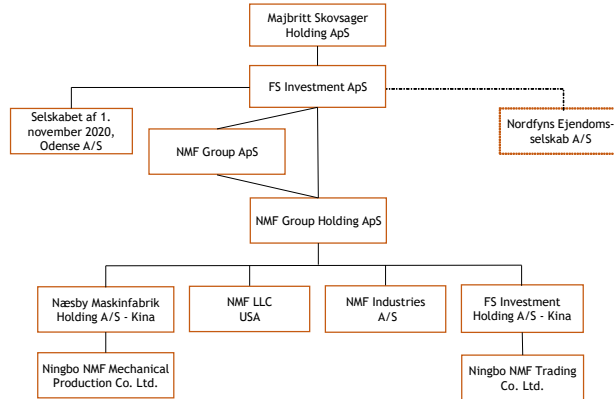 Majbritt Skovsager
Holding ApS
FS Investment ApS
Selskabet af 1.
november 2020,
Odense A/S
Nordfyns Ejendoms-
selskab A/S
NMF Group ApS
NMF Group Holding ApS
Næsby Maskinfabrik
Holding A/S - Kina
NMF LLC
USA
NMF Industries
A/S
FS Investment
Holding A/S - Kina
Ningbo NMF Mechanical
Production Co. Ltd.
Ningbo NMF Trading
Co. Ltd.